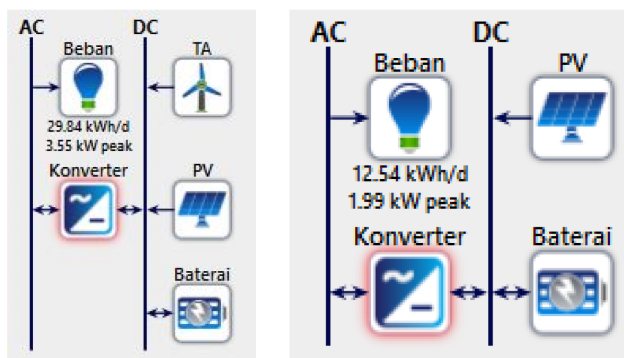 AC DC
Beban TA
29.84 kWh/d
3.55 kW peak
Konverter PV
Baterai
AC DC
Beban PV
12.54 kWh/d
1.99 kW peak
Konverter Baterai